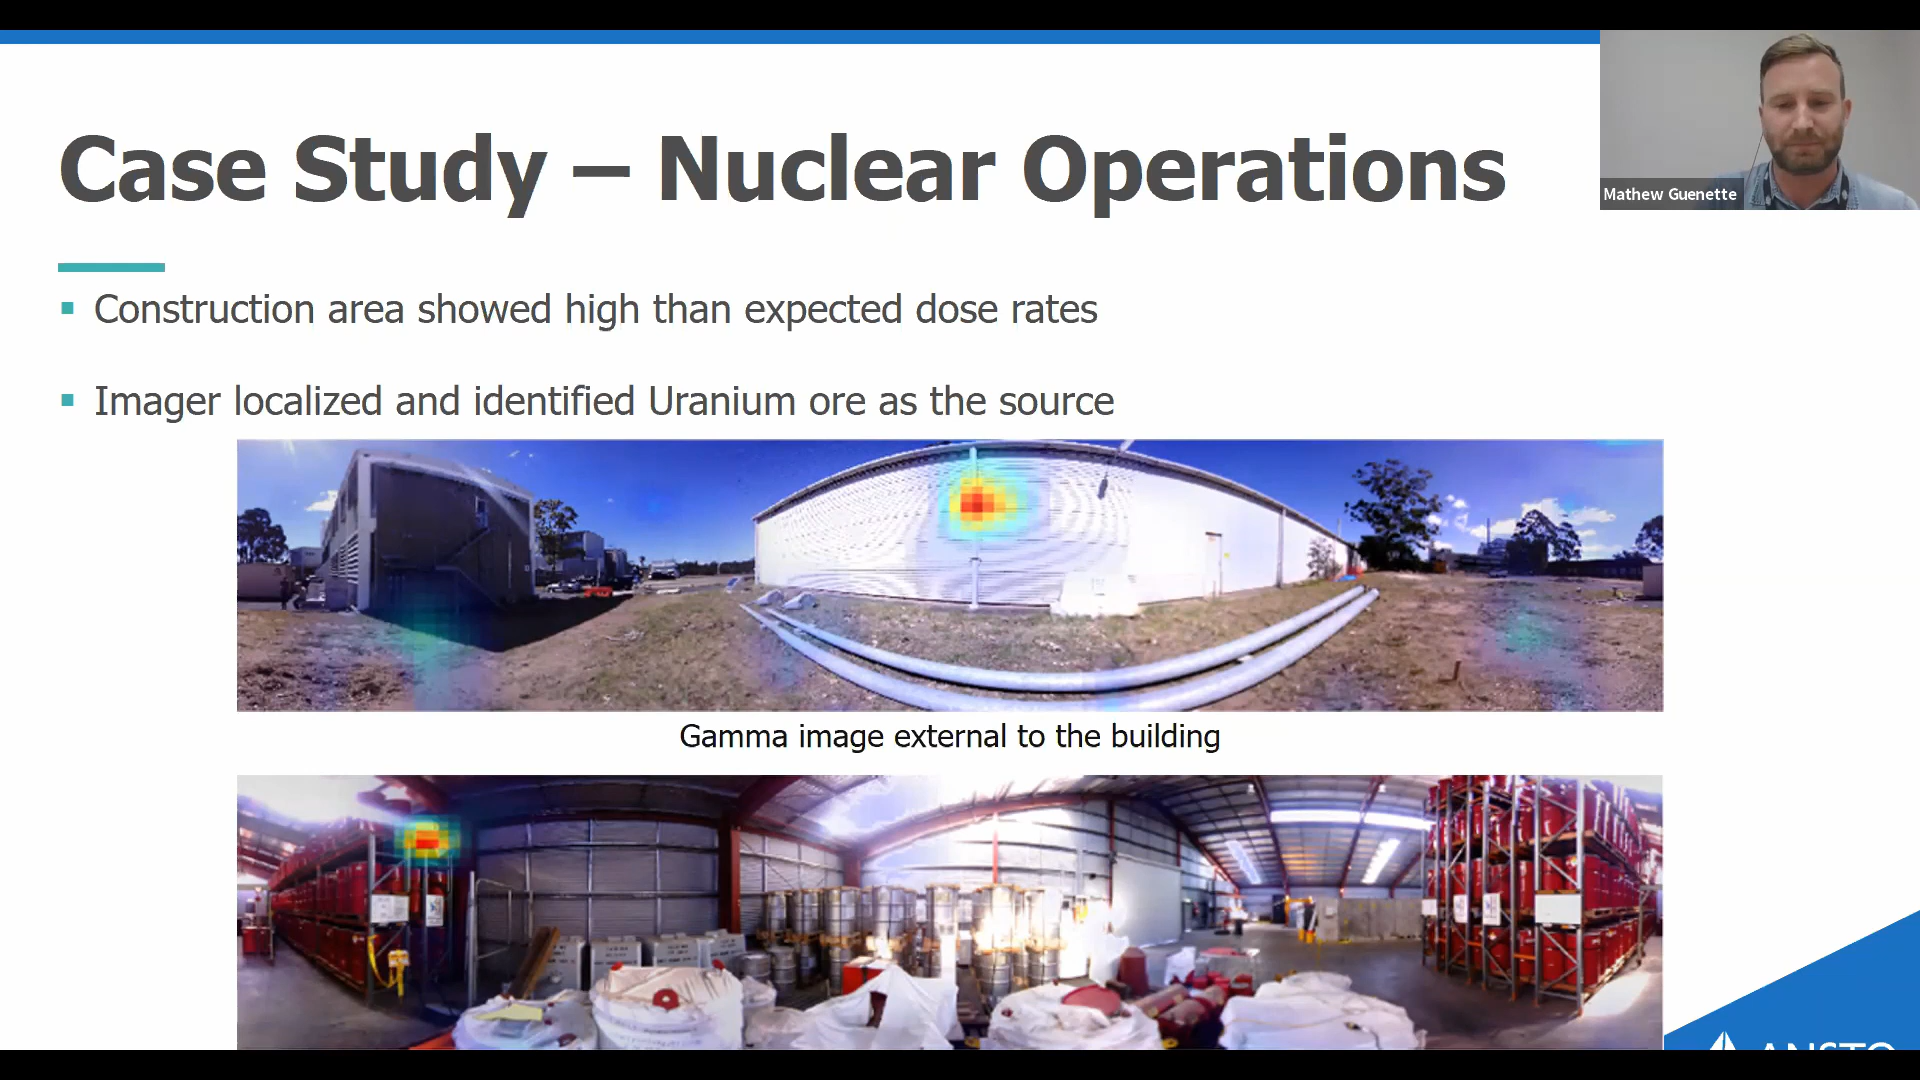 Case Study – Nuclear Operations
Mathew Guenette
▪ Construction area showed high than expected dose rates
▪ Imager localized and identified Uranium ore as the source
Gamma image external to the building
ANSTO